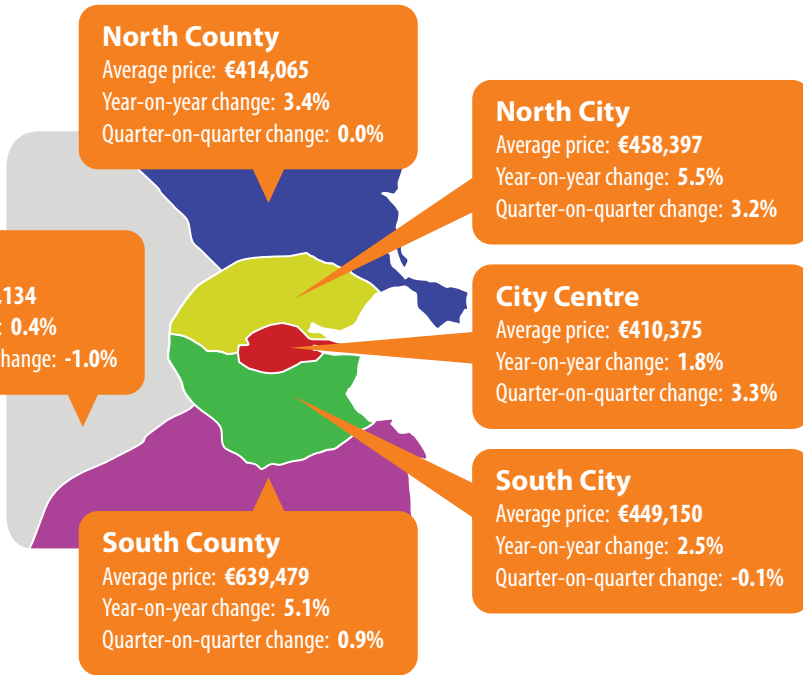 North County
Average price: €414,065
Year-on-year change: 3.4%
Quarter-on-quarter change: 0.0%
North City
Average price: €458,397
Year-on-year change: 5.5%
Quarter-on-quarter change: 3.2%
,134
: 0.4%
hange: -1.0%
City Centre
Average price: €410,375
Year-on-year change: 1.8%
Quarter-on-quarter change: 3.3%
South City
Average price: €449,150
Year-on-year change: 2.5%
Quarter-on-quarter change: -0.1%
South County
Average price: €639,479
Year-on-year change: 5.1%
Quarter-on-quarter change: 0.9%